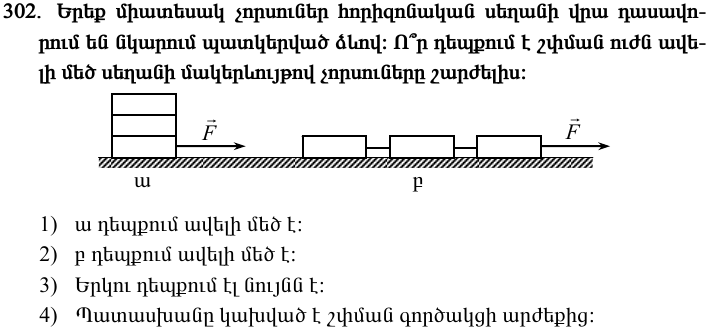 302. Երեք միատեսակ չորսուներ հորիզոնական սեղանի վրա դասավո-
րում են նկարում պատկերված ձևով: Ո՞ր դեպքում է շփման ուժն ավե-
լի մեծ սեղանի մակերևույթով չորսուները շարժելիս:
F
F
ա
բ
1) ա դեպքում ավելի մեծ է:
2) բ դեպքում ավելի մեծ է:
3) Երկու դեպքում էլ նույնն է:
4) Պատասխանը կախված է շփման գործակցի արժեքից: